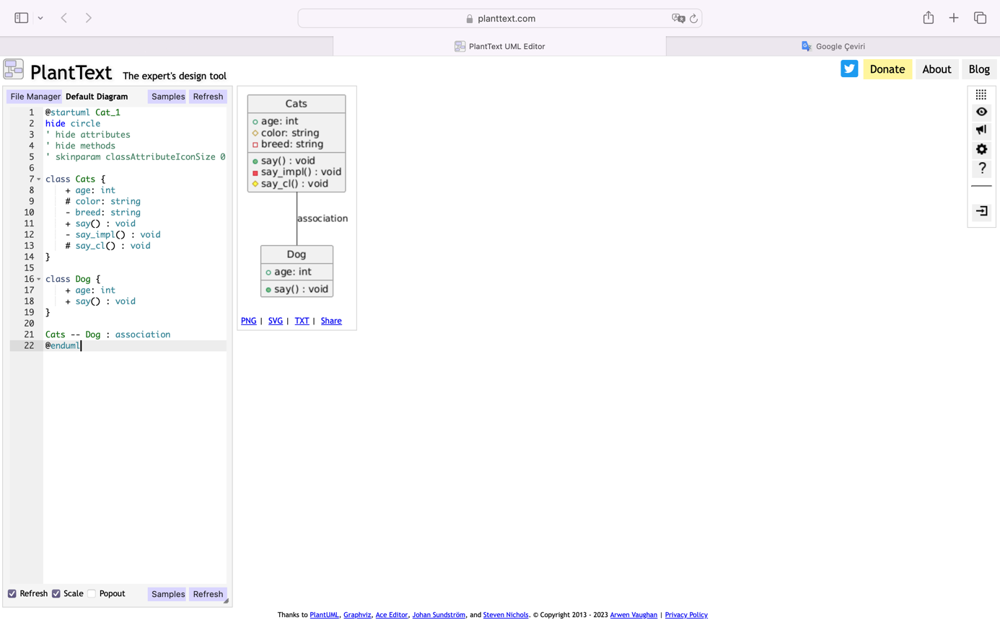 planttext.com
PlantText UML Editor
Google Çeviri
PlantText The expert's design tool
Donate About Blog
File Manager Default Diagram Samples Refresh
1 @startuml Cat_1
2 hide circle
3 ' hide attributes
4 ' hide methods
5 ' skinparam classAttributeIconSize 0
6
7 class Cats {
8 + age: int
9 # color: string
10 - breed: string
11 + say() : void
12 - say_impl() : void
13 # say_cl() : void
14 }
15
16 class Dog {
17 + age: int
18 + say() : void
19 }
20
21 Cats -- Dog : association
22 @enduml
Refresh Scale Popout Samples Refresh
Cats
age: int
color: string
breed: string
say() : void
say_impl() : void
say_cl() : void
association
Dog
age: int
say() : void
PNG | SVG | TXT | Share
?
Thanks to PlantUML, Graphviz, Ace Editor, Johan Sundström, and Steven Nichols. © Copyright 2013 - 2023 Arwen Vaughan | Privacy Policy